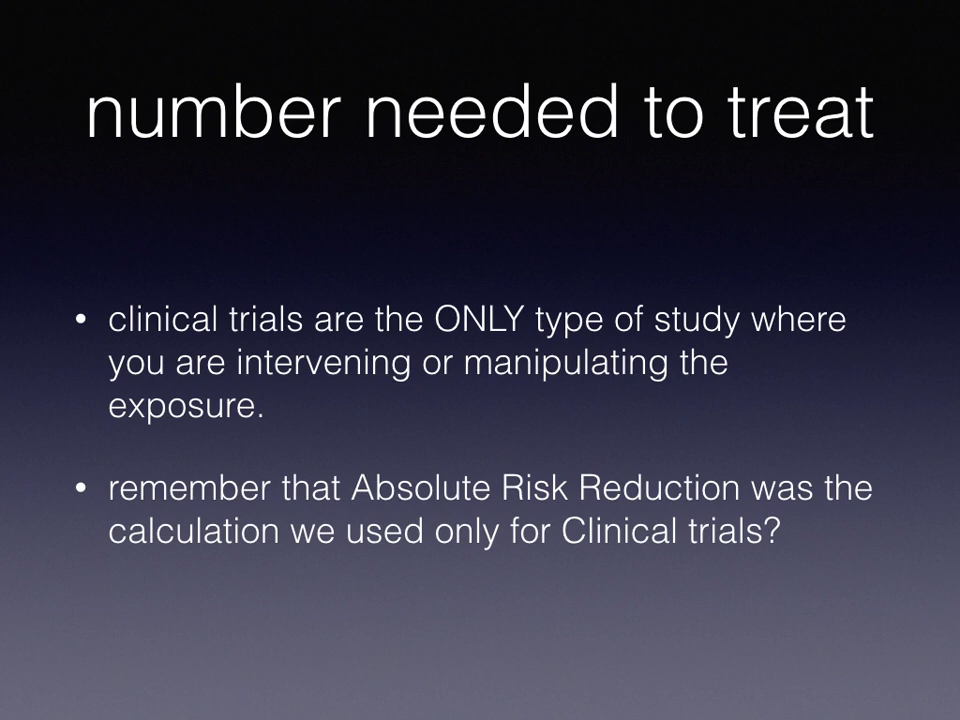 number needed to treat
• clinical trials are the ONLY type of study where
you are intervening or manipulating the
exposure.
• remember that Absolute Risk Reduction was the
calculation we used only for Clinical trials?